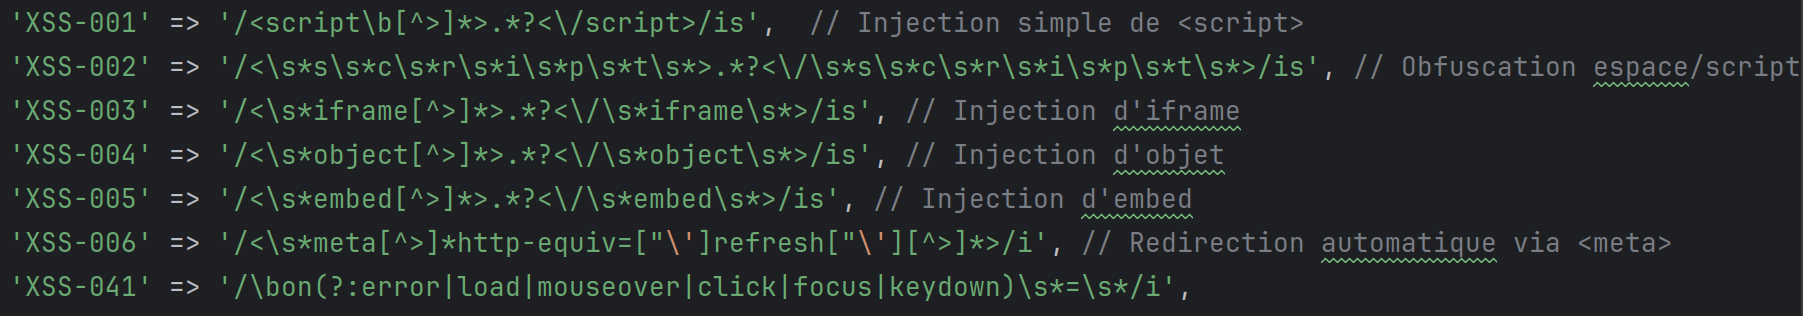 'XSS-001' => '/<script\b[^>]*>.*?<\/script>/is',  // Injection simple de <script>
'XSS-002' => '/<\s*s\s*c\s*r\s*i\s*p\s*t\s*>.*?<\/\s*s\s*c\s*r\s*i\s*p\s*t\s*>/is', // Obfuscation espace/script
'XSS-003' => '/<\s*iframe[^>]*>.*?<\/\s*iframe\s*>/is', // Injection d'iframe
'XSS-004' => '/<\s*object[^>]*>.*?<\/\s*object\s*>/is', // Injection d'objet
'XSS-005' => '/<\s*embed[^>]*>.*?<\/\s*embed\s*>/is', // Injection d'embed
'XSS-006' => '/<\s*meta[^>]*http-equiv=["\']refresh["\'][^>]*>/i', // Redirection automatique via <meta>
'XSS-041' => '/\bon(?:error|load|mouseover|click|focus|keydown)\s*=\s*/i',